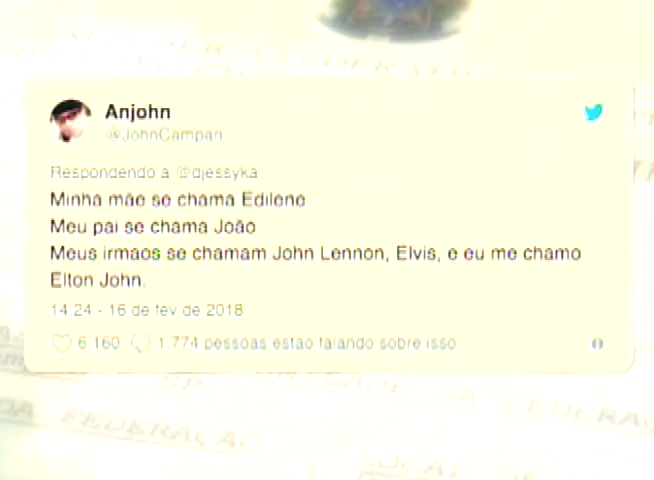 Anjohn
@JohnCampari
Respondendo a @djessyka
Minha mãe se chama Edilene
Meu pai se chama João
Meus irmaos se chamam John Lennon, Elvis, e eu me chamo
Elton John.
14:24 - 16 de fev de 2018
6.160 1.774 pessoas estão falando sobre isso
DA FEDERAÇÃO